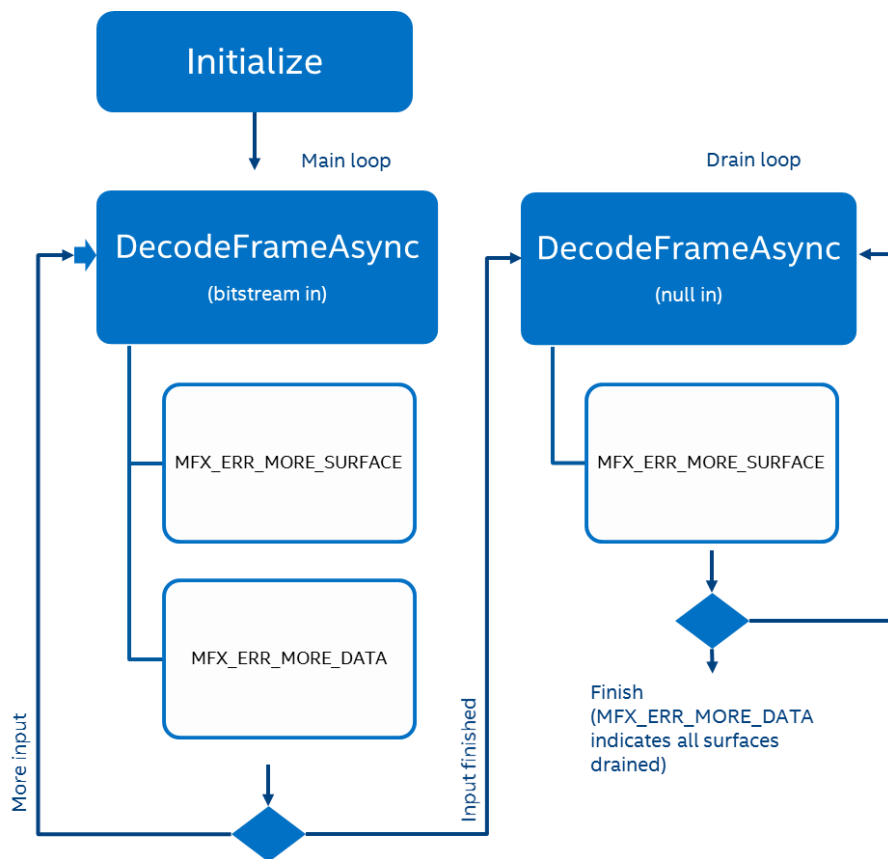 Initialize
Main loop
DecodeFrameAsync
(bitstream in)
MFX_ERR_MORE_SURFACE
MFX_ERR_MORE_DATA
More input
Input finished
Drain loop
DecodeFrameAsync
(null in)
MFX_ERR_MORE_SURFACE
Finish
(MFX_ERR_MORE_DATA
indicates all surfaces
drained)